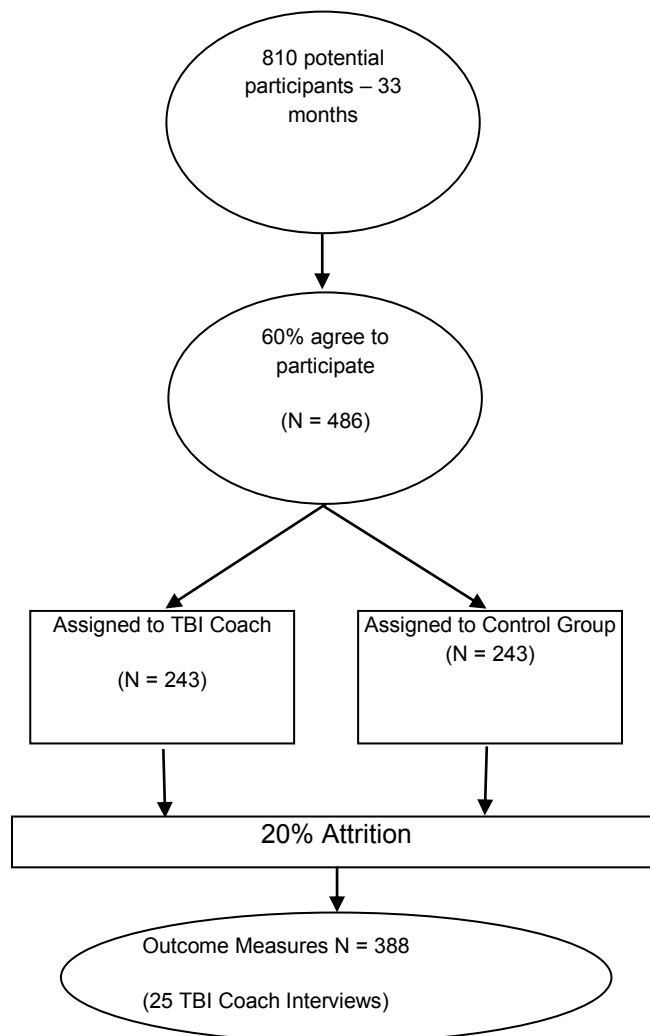 810 potential
participants – 33
months
60% agree to
participate
(N = 486)
Assigned to TBI Coach
(N = 243)
Assigned to Control Group
(N = 243)
20% Attrition
Outcome Measures N = 388
(25 TBI Coach Interviews)